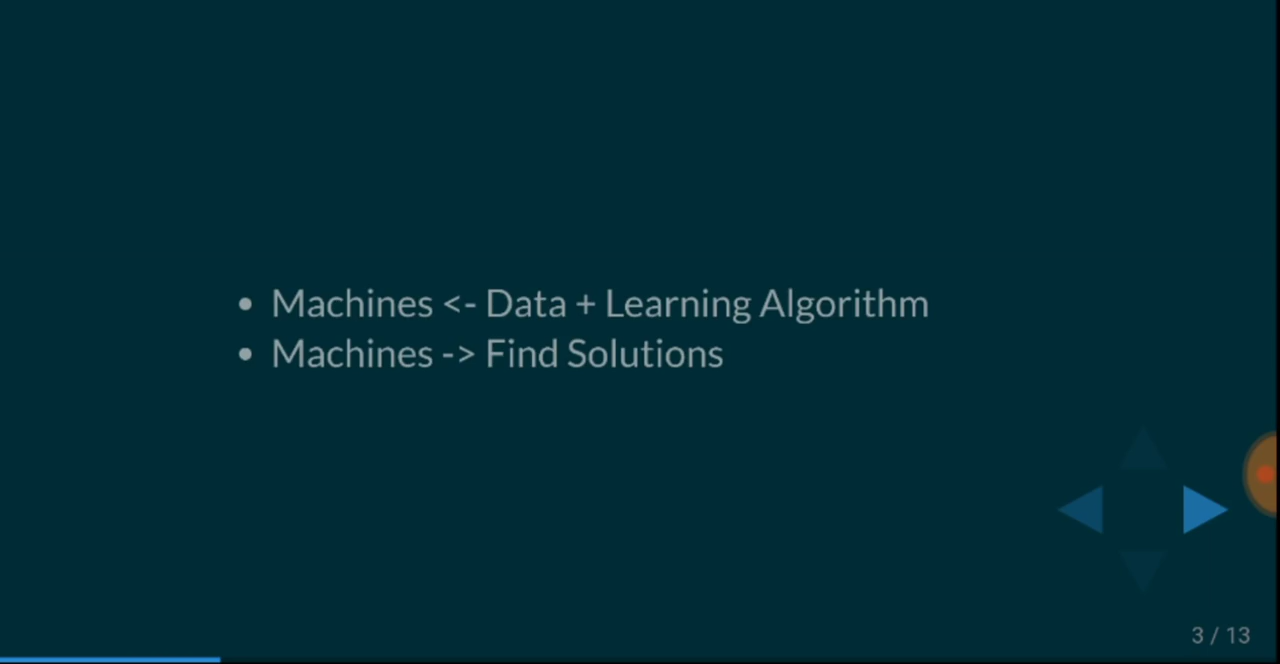 • Machines <- Data + Learning Algorithm
• Machines -> Find Solutions
3 / 13